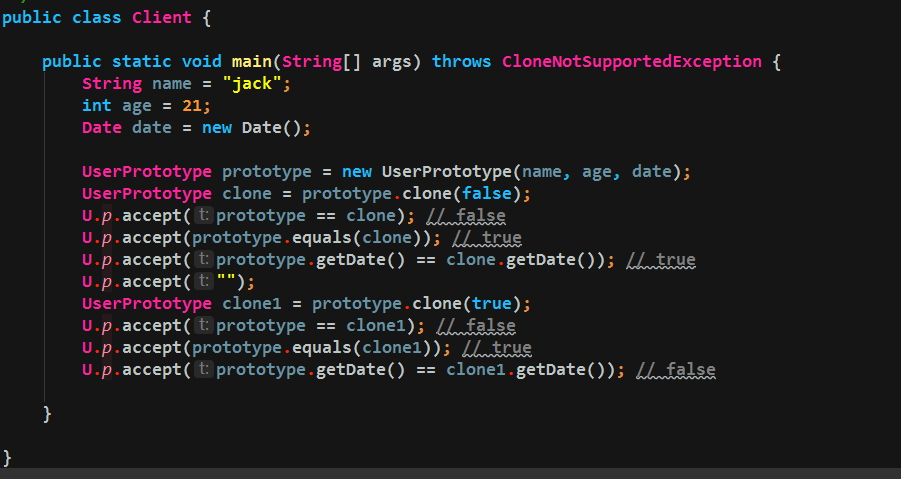 public class Client {
public static void main(String[] args) throws CloneNotSupportedException {
String name = "jack";
int age = 21;
Date date = new Date();
UserPrototype prototype = new UserPrototype(name, age, date);
UserPrototype clone = prototype.clone(false);
U.p.accept( t: prototype == clone); // false
U.p.accept(prototype.equals(clone)); // true
U.p.accept( t: prototype.getDate() == clone.getDate()); // true
U.p.accept( t: "");
UserPrototype clone1 = prototype.clone(true);
U.p.accept( t: prototype == clone1); // false
U.p.accept(prototype.equals(clone1)); // true
U.p.accept( t: prototype.getDate() == clone1.getDate()); // false
}
}